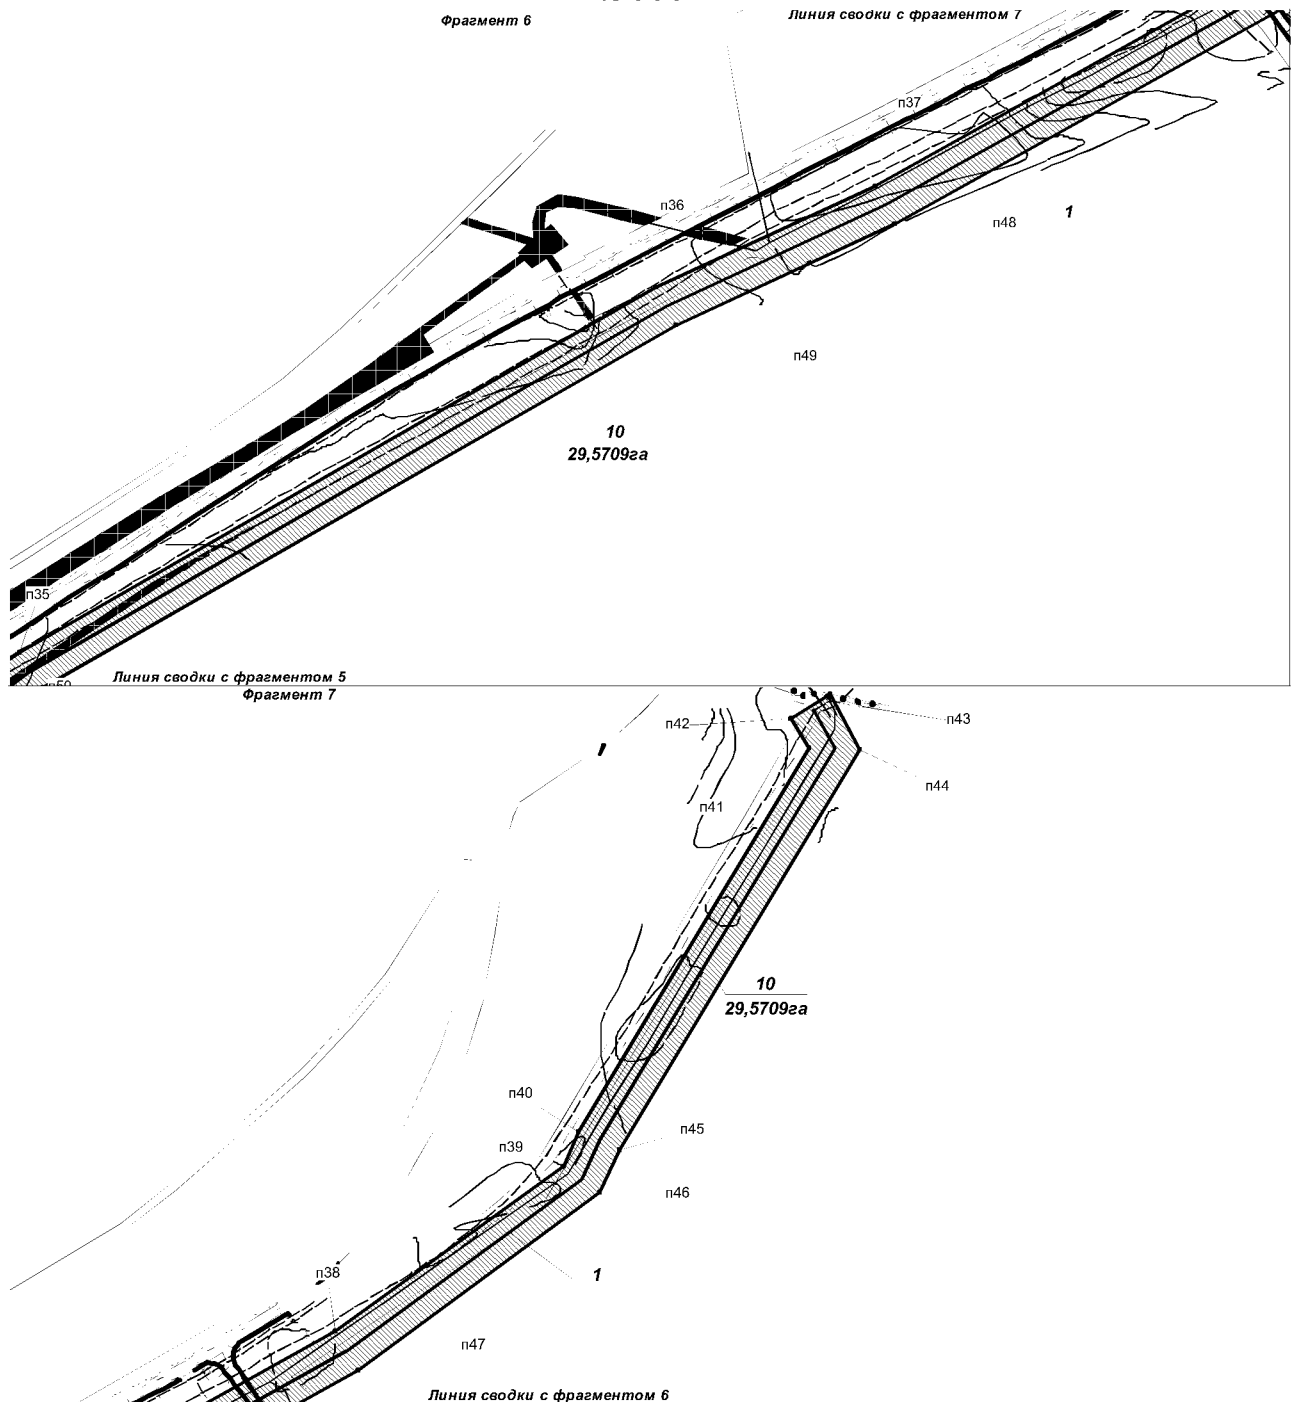 Фрагмент 6
Линия сводки с фрагментом 7
п37
п36
п48
1
п49
10
29,5709га
п35
п50
Линия сводки с фрагментом 5
Фрагмент 7
п42
п43
п44
п41
10
29,5709га
п40
п45
п39
п46
п38
1
п47
Линия сводки с фрагментом 6